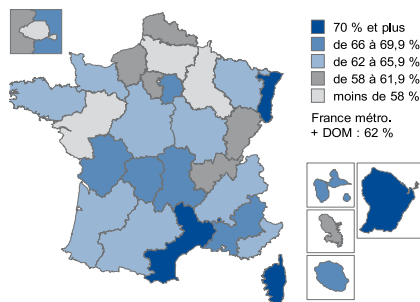 70 % et plus
de 66 à 69,9 %
de 62 à 65,9 %
de 58 à 61,9 %
moins de 58 %
France métro.
+ DOM : 62 %